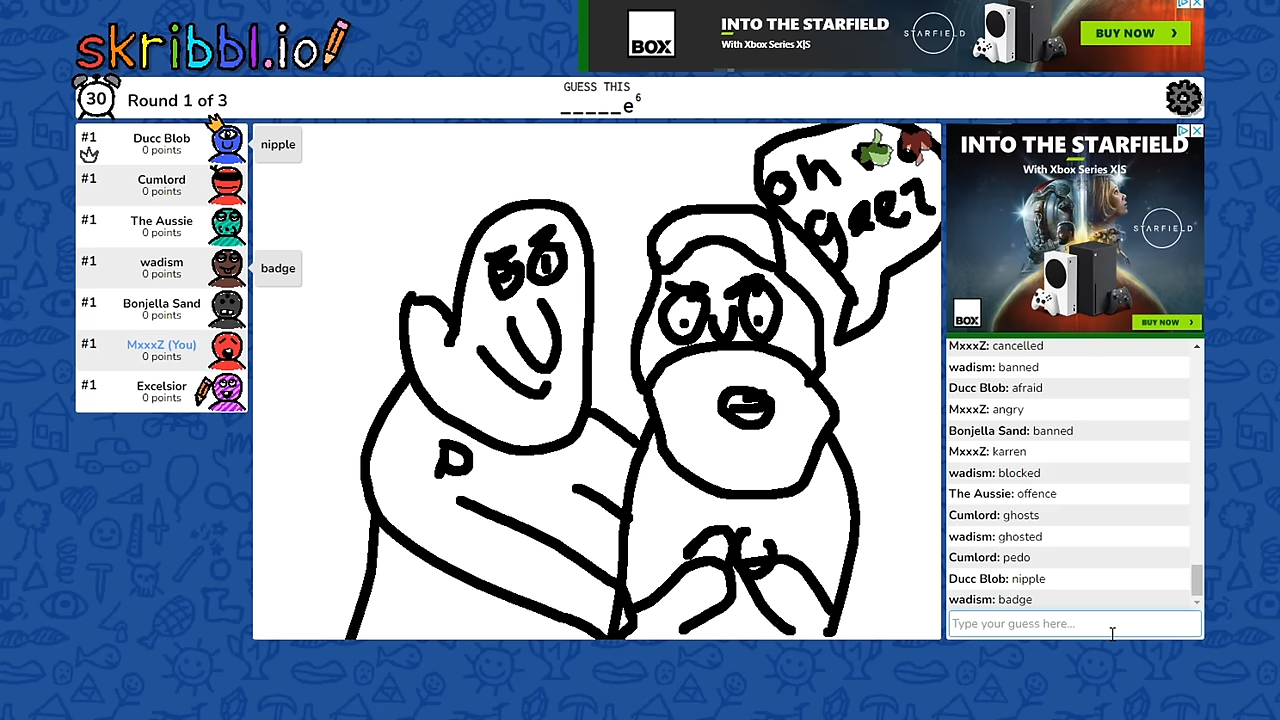 skribbl.io
BOX
INTO THE STARFIELD
With Xbox Series X|S
STARFIELD
BUY NOW
30
Round 1 of 3
GUESS THIS
_____e6
#1
Ducc Blob
0 points
nipple
#1
Cumlord
0 points
#1
The Aussie
0 points
#1
wadism
0 points
badge
#1
Bonjella Sand
0 points
#1
MxxxZ (You)
0 points
#1
Excelsior
0 points
oh
geez
D
INTO THE STARFIELD
With Xbox Series X|S
STARFIELD
BOX
BUY NOW
MxxxZ: cancelled
wadism: banned
Ducc Blob: afraid
MxxxZ: angry
Bonjella Sand: banned
MxxxZ: karren
wadism: blocked
The Aussie: offence
Cumlord: ghosts
wadism: ghosted
Cumlord: pedo
Ducc Blob: nipple
wadism: badge
Type your guess here...